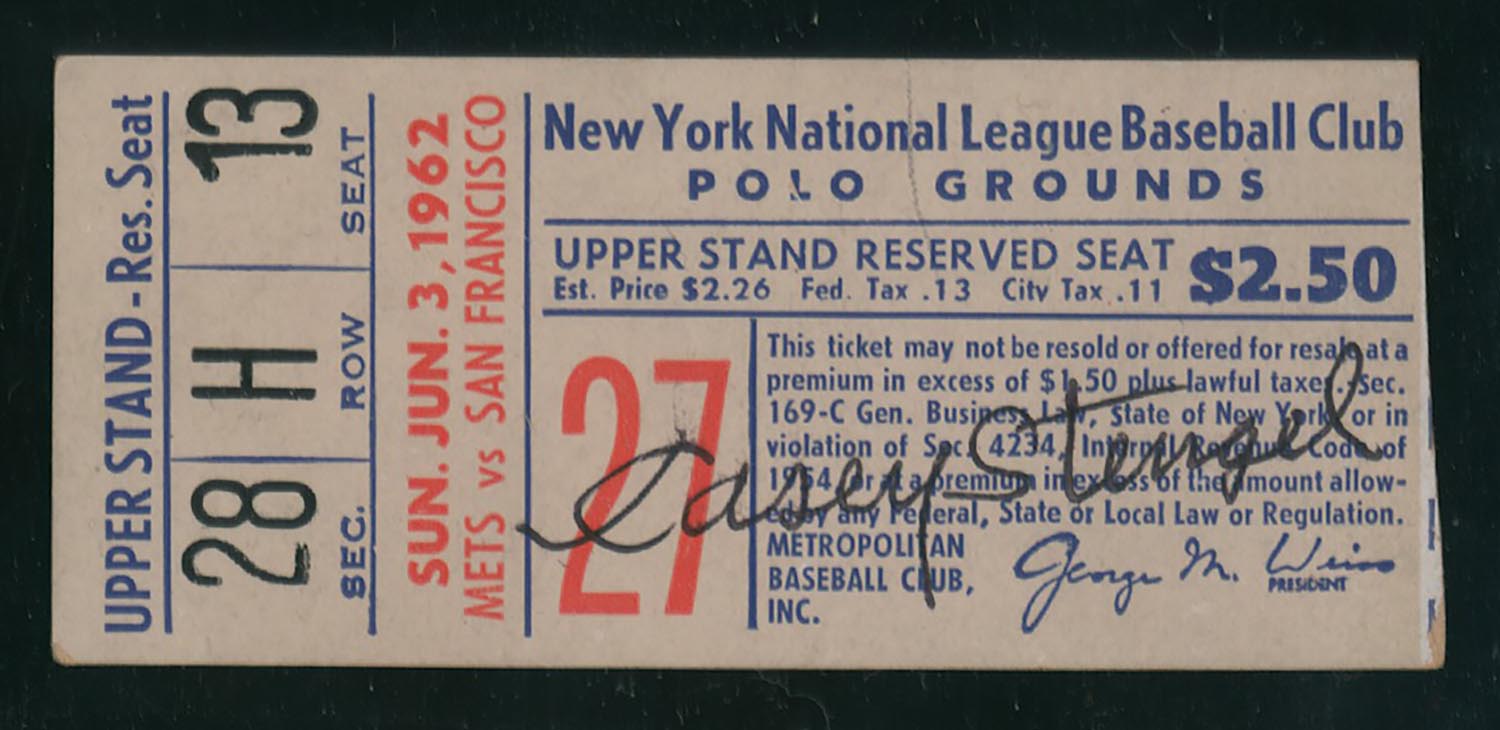 UPPER STAND - Res. Seat
28 H 13
SEC. ROW SEAT
SUN. JUN. 3, 1962
METS vs SAN FRANCISCO
New York National League Baseball Club
POLO GROUNDS
UPPER STAND RESERVED SEAT $2.50
Est. Price $2.26 Fed. Tax .13 City Tax .11
27
This ticket may not be resold or offered for resale at a
premium in excess of $1.50 plus lawful taxes. Sec.
169-C Gen. Business Law, State of New York, or in
violation of Sec. 4234, Internal Revenue Code of
1954, or at a premium in excess of the amount allow-
ed by any Federal, State or Local Law or Regulation.
Casey Stengel
METROPOLITAN
BASEBALL CLUB,
INC.
George M. Weiss
PRESIDENT